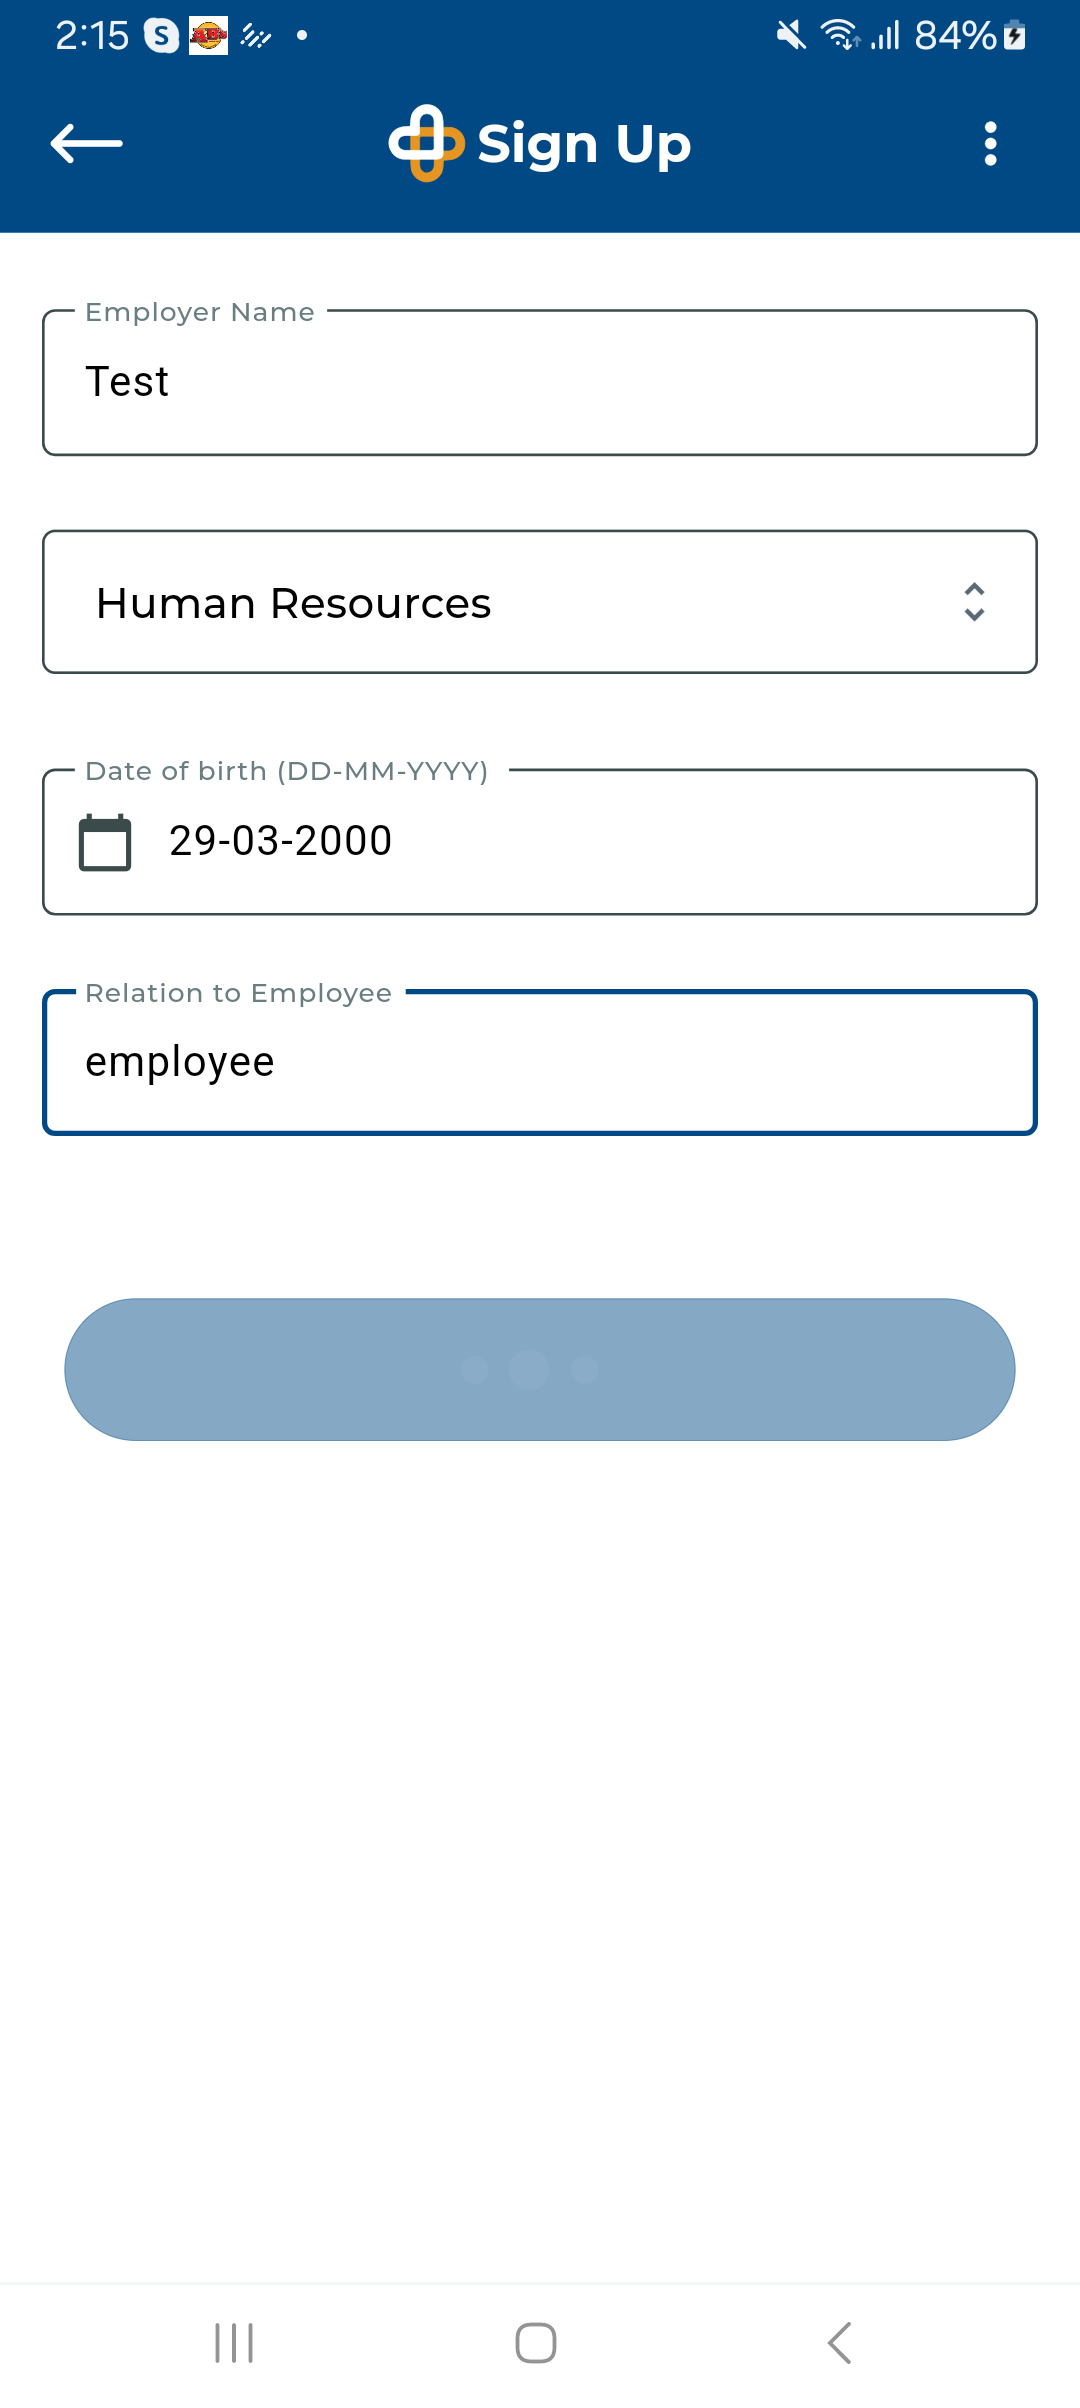 2:15 S ABs 84%
Sign Up
Employer Name
Test
Human Resources
Date of birth (DD-MM-YYYY)
29-03-2000
Relation to Employee
employee